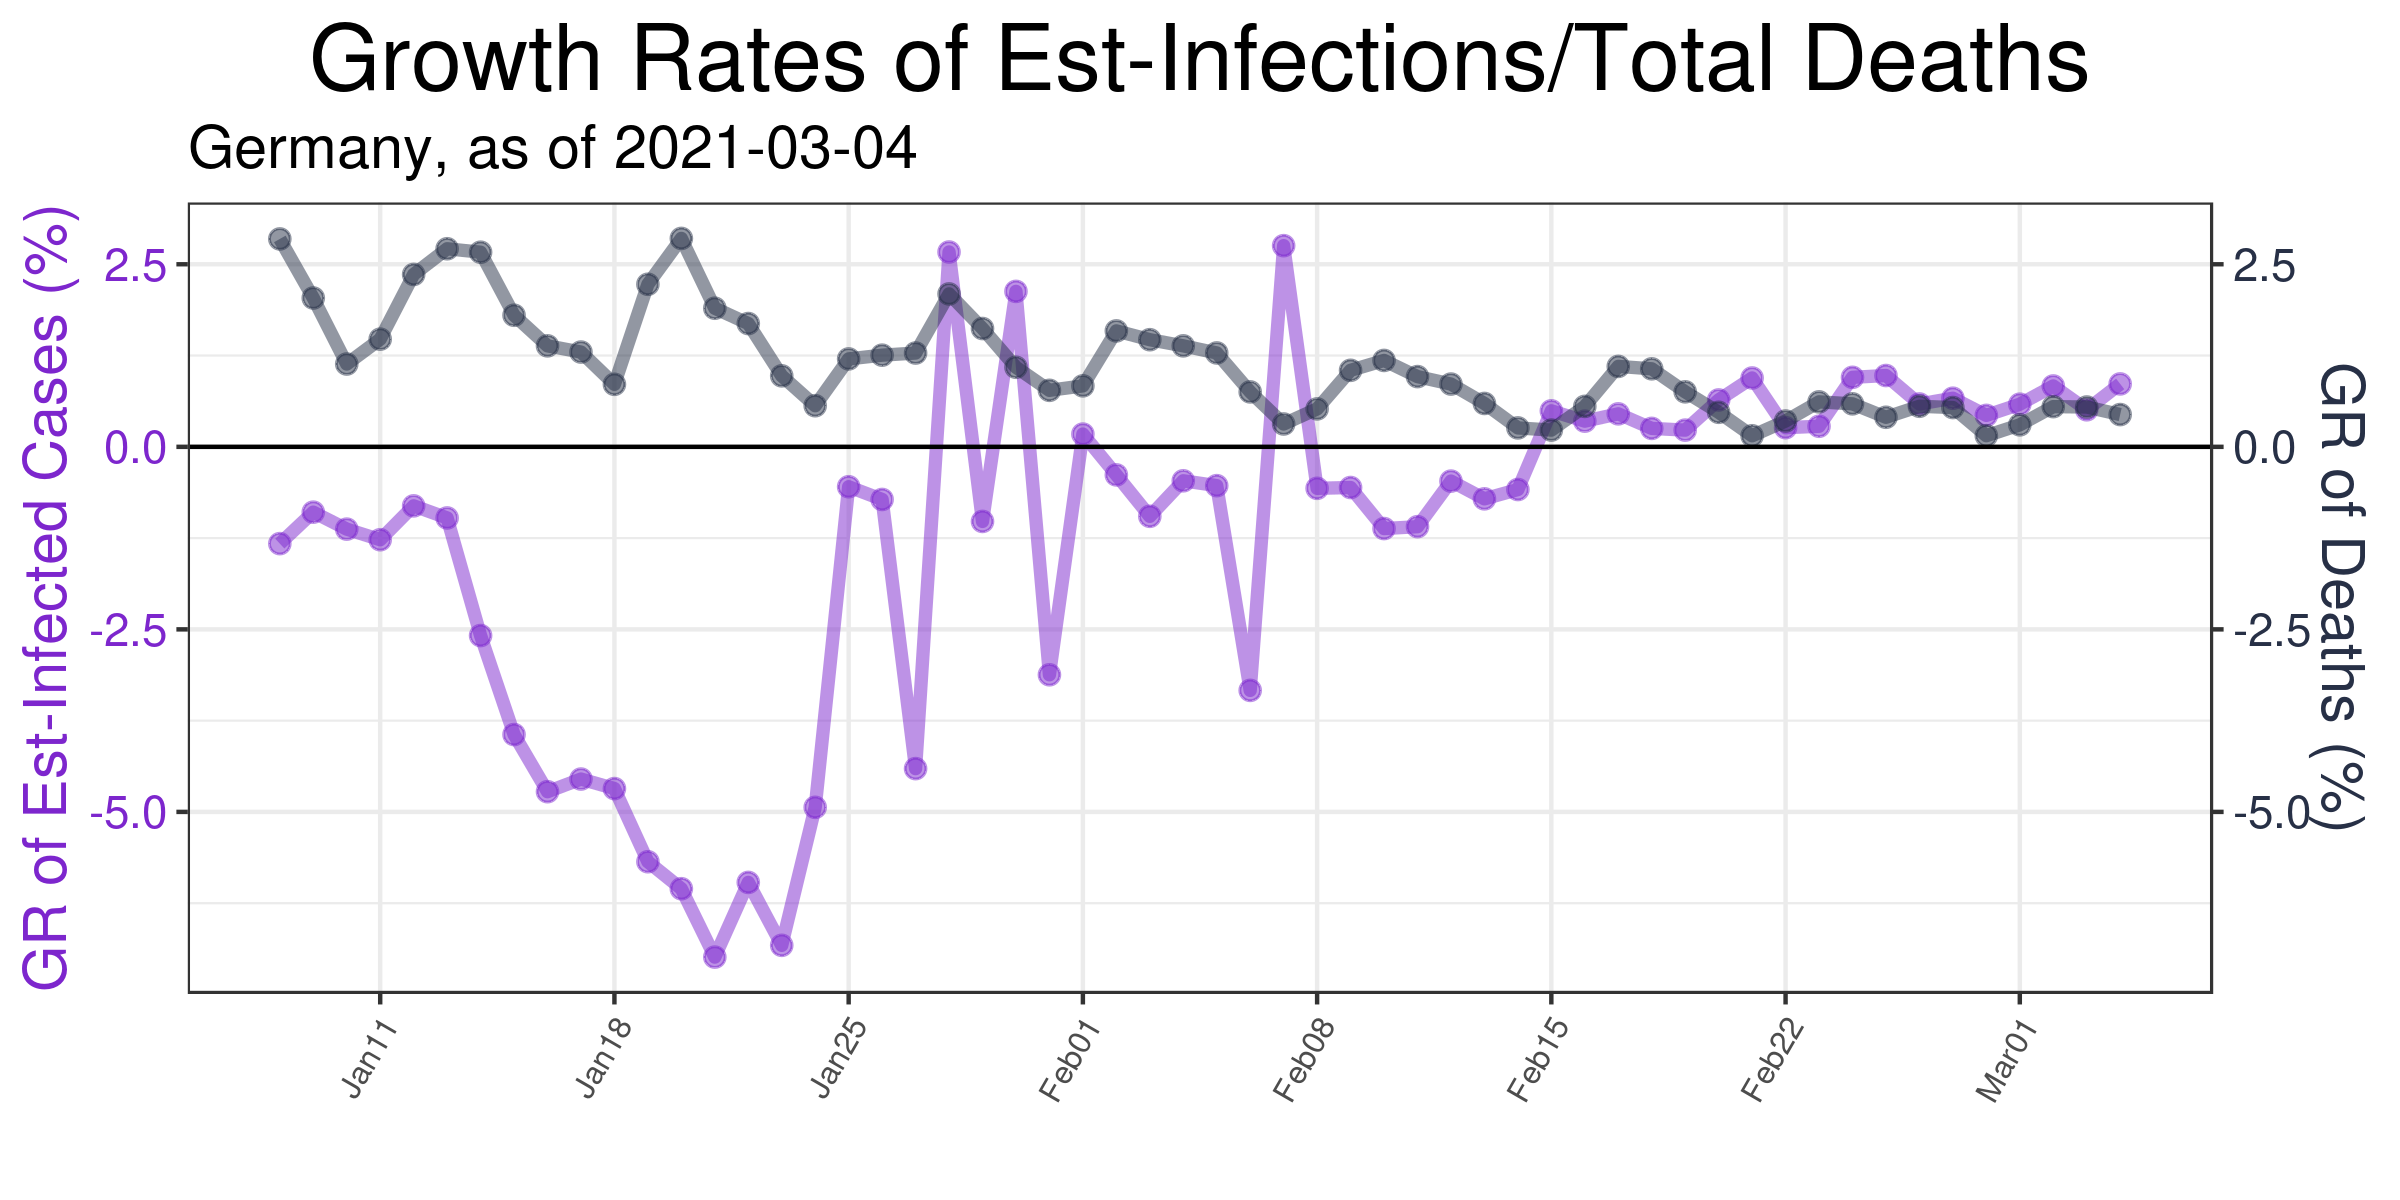 Growth Rates of Est-Infections/Total Deaths
Germany, as of 2021-03-04
GR of Est-Infected Cases (%)
2.5
0.0
-2.5
-5.0
2.5
0.0
-2.5
-5.0
GR of Deaths (%)
Jan11
Jan18
Jan25
Feb01
Feb08
Feb15
Feb22
Mar01